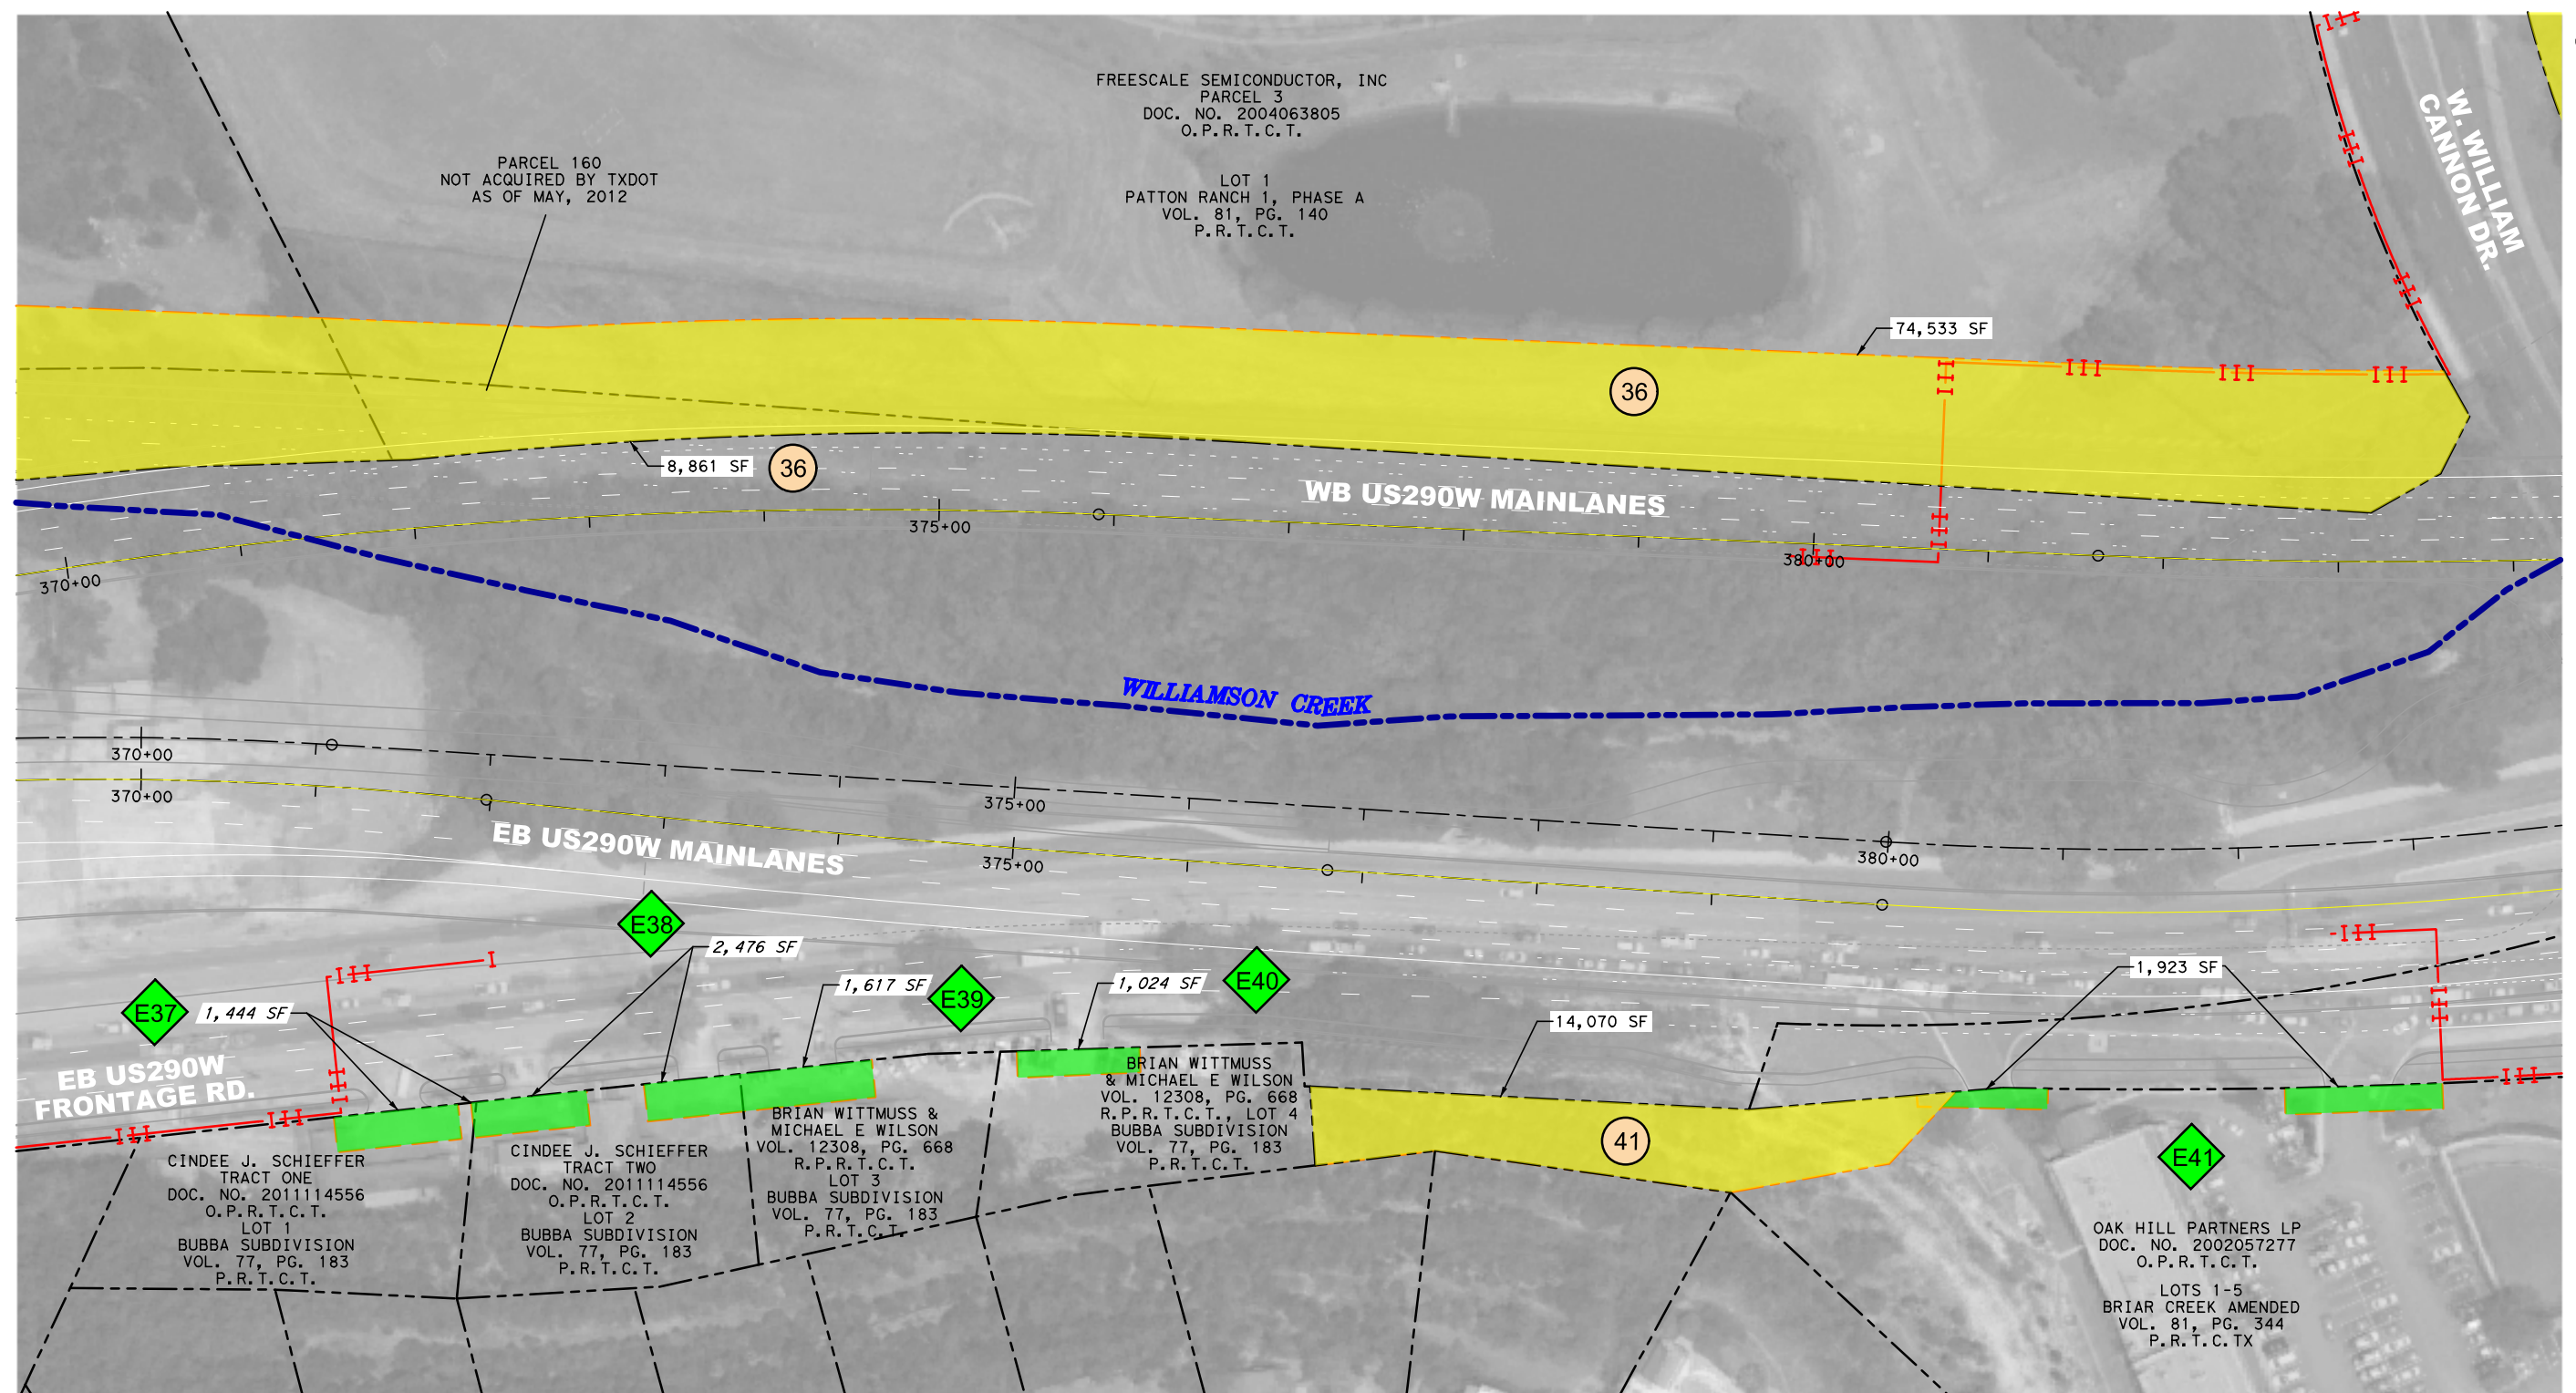 FREESCALE SEMICONDUCTOR, INC
PARCEL 3
DOC. NO. 2004063805
O.P.R.T.C.T.
LOT 1
PATTON RANCH 1, PHASE A
VOL. 81, PG. 140
P.R.T.C.T.
PARCEL 160
NOT ACQUIRED BY TXDOT
AS OF MAY, 2012
W. WILLIAM
CANNON DR.
74,533 SF
36
8,861 SF
36
WB US290W MAINLANES
375+00
380+00
370+00
WILLIAMSON CREEK
370+00
370+00
375+00
375+00
380+00
EB US290W MAINLANES
E38
2,476 SF
1,617 SF
E39
1,024 SF
E40
E37
1,444 SF
14,070 SF
1,923 SF
EB US290W
FRONTAGE RD.
41
E41
CINDEE J. SCHIEFFER
TRACT ONE
DOC. NO. 2011114556
O.P.R.T.C.T.
LOT 1
BUBBA SUBDIVISION
VOL. 77, PG. 183
P.R.T.C.T.
CINDEE J. SCHIEFFER
TRACT TWO
DOC. NO. 2011114556
O.P.R.T.C.T.
LOT 2
BUBBA SUBDIVISION
VOL. 77, PG. 183
P.R.T.C.T.
BRIAN WITTMUSS &
MICHAEL E WILSON
VOL. 12308, PG. 668
R.P.R.T.C.T.
LOT 3
BUBBA SUBDIVISION
VOL. 77, PG. 183
P.R.T.C.T.
BRIAN WITTMUSS
& MICHAEL E WILSON
VOL. 12308, PG. 668
R.P.R.T.C.T., LOT 4
BUBBA SUBDIVISION
VOL. 77, PG. 183
P.R.T.C.T.
OAK HILL PARTNERS LP
DOC. NO. 2002057277
O.P.R.T.C.T.
LOTS 1-5
BRIAR CREEK AMENDED
VOL. 81, PG. 344
P.R.T.C.TX